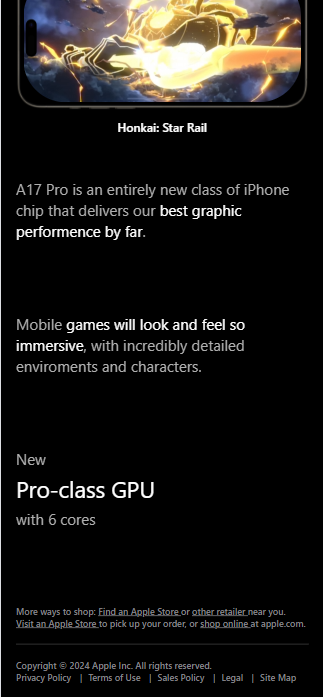 Honkai: Star Rail
A17 Pro is an entirely new class of iPhone
chip that delivers our best graphic
performence by far.
Mobile games will look and feel so
immersive, with incredibly detailed
enviroments and characters.
New
Pro-class GPU
with 6 cores
More ways to shop: Find an Apple Store or other retailer near you.
Visit an Apple Store to pick up your order, or shop online at apple.com.
Copyright © 2024 Apple Inc. All rights reserved.
Privacy Policy | Terms of Use | Sales Policy | Legal | Site Map